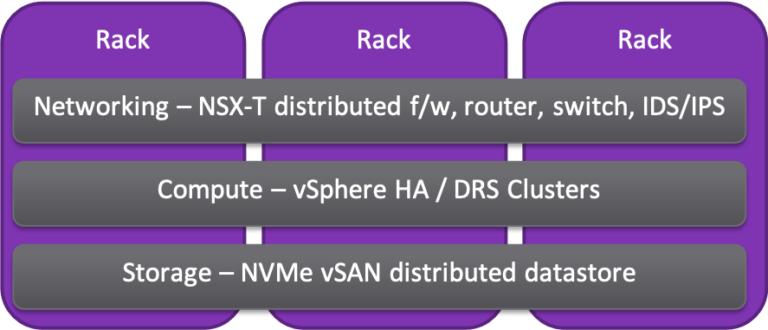 Rack Rack Rack
Networking – NSX-T distributed f/w, router, switch, IDS/IPS
Compute – vSphere HA / DRS Clusters
Storage – NVMe vSAN distributed datastore